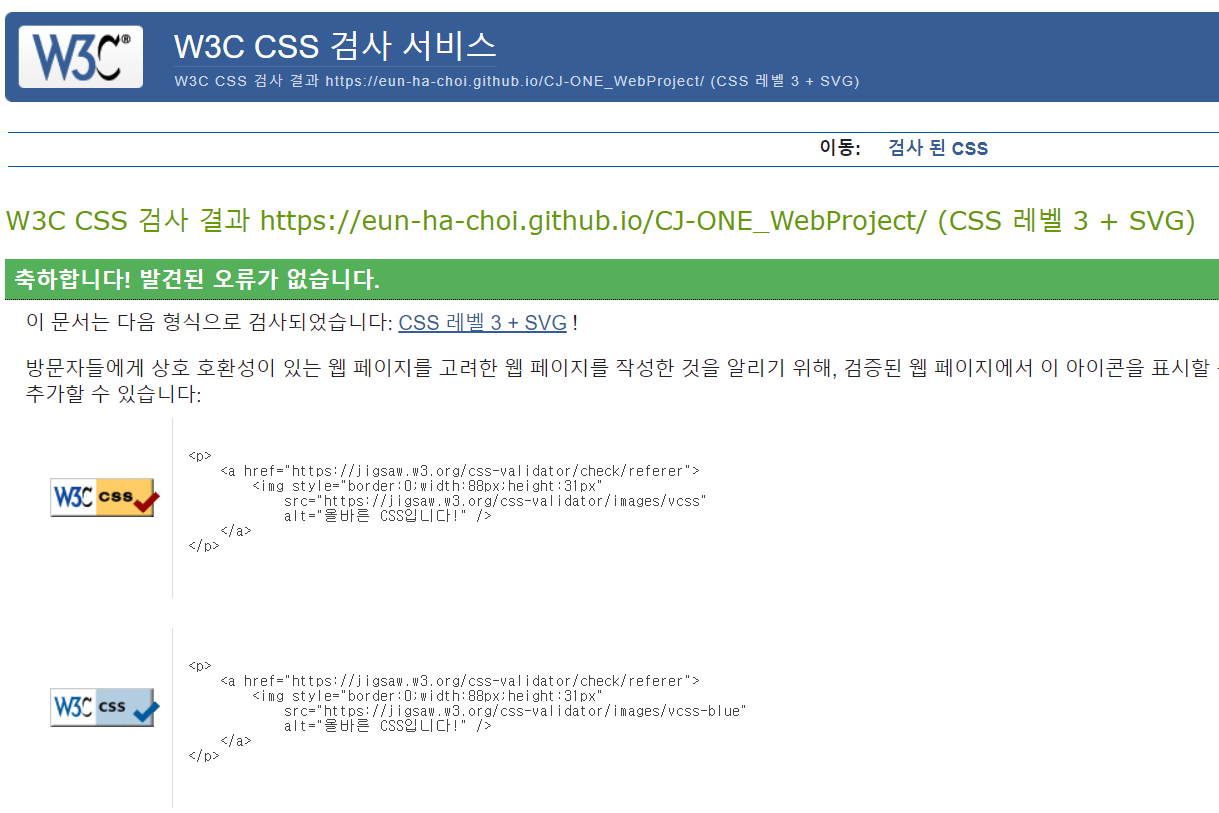 W3C®
W3C CSS 검사 서비스
W3C CSS 검사 결과 https://eun-ha-choi.github.io/CJ-ONE_WebProject/ (CSS 레벨 3 + SVG)
이동: 검사 된 CSS
W3C CSS 검사 결과 https://eun-ha-choi.github.io/CJ-ONE_WebProject/ (CSS 레벨 3 + SVG)
축하합니다! 발견된 오류가 없습니다.
이 문서는 다음 형식으로 검사되었습니다: CSS 레벨 3 + SVG !
방문자들에게 상호 호환성이 있는 웹 페이지를 고려한 웹 페이지를 작성한 것을 알리기 위해, 검증된 웹 페이지에서 이 아이콘을 표시할
추가할 수 있습니다:
W3C css
<p>
<a href="https://jigsaw.w3.org/css-validator/check/referer">
<img style="border:0;width:88px;height:31px"
src="https://jigsaw.w3.org/css-validator/images/vcss"
alt="올바른 CSS입니다!" />
</a>
</p>
W3C css
<p>
<a href="https://jigsaw.w3.org/css-validator/check/referer">
<img style="border:0;width:88px;height:31px"
src="https://jigsaw.w3.org/css-validator/images/vcss-blue"
alt="올바른 CSS입니다!" />
</a>
</p>